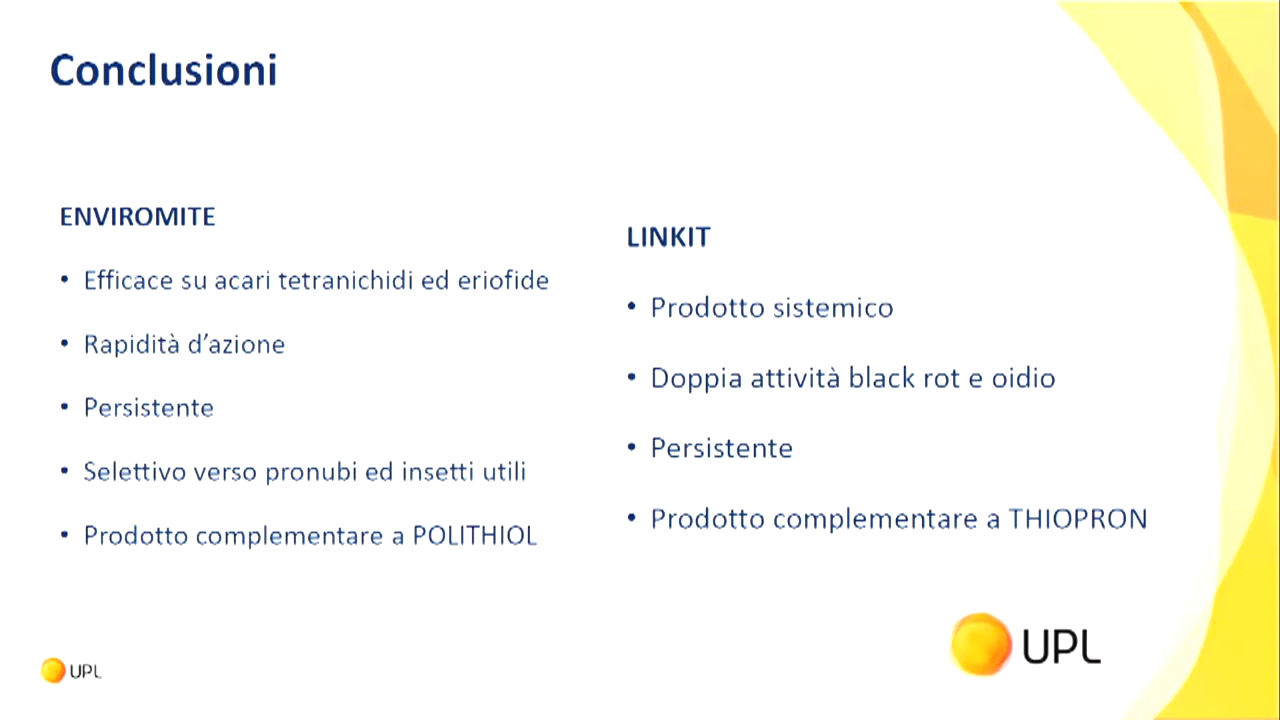 Conclusioni
ENVIROMITE
• Efficace su acari tetranichidi ed eriofide
• Rapidità d’azione
• Persistente
• Selettivo verso pronubi ed insetti utili
• Prodotto complementare a POLITHIOL
LINKIT
• Prodotto sistemico
• Doppia attività black rot e oidio
• Persistente
• Prodotto complementare a THIOPRON
UPL
UPL